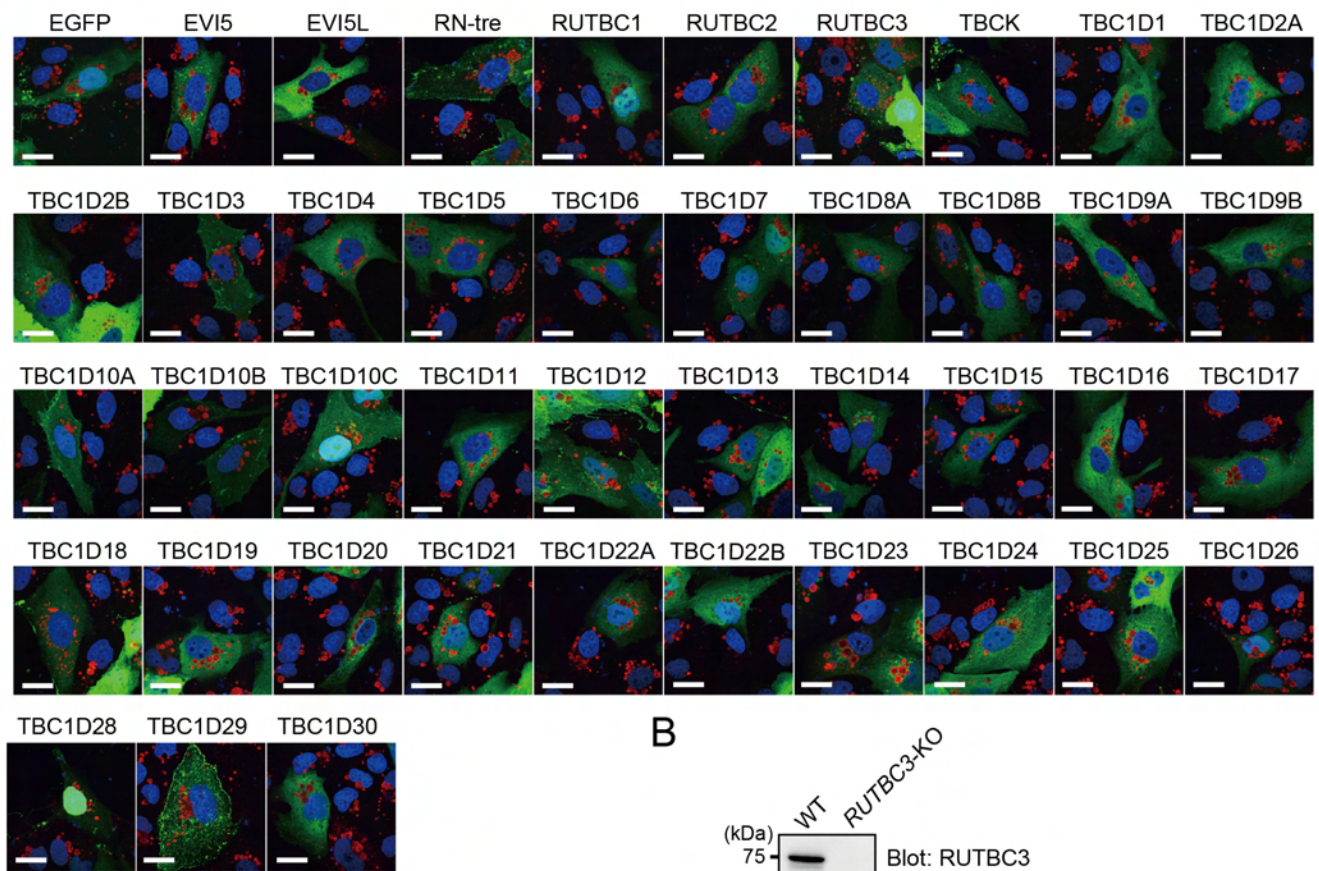 EGFP EVI5 EVI5L RN-tre RUTBC1 RUTBC2 RUTBC3 TBCK TBC1D1 TBC1D2A
TBC1D2B TBC1D3 TBC1D4 TBC1D5 TBC1D6 TBC1D7 TBC1D8A TBC1D8B TBC1D9A TBC1D9B
TBC1D10A TBC1D10B TBC1D10C TBC1D11 TBC1D12 TBC1D13 TBC1D14 TBC1D15 TBC1D16 TBC1D17
TBC1D18 TBC1D19 TBC1D20 TBC1D21 TBC1D22A TBC1D22B TBC1D23 TBC1D24 TBC1D25 TBC1D26
TBC1D28 TBC1D29 TBC1D30
B
WT RUTBC3-KO
(kDa)
75 Blot: RUTBC3